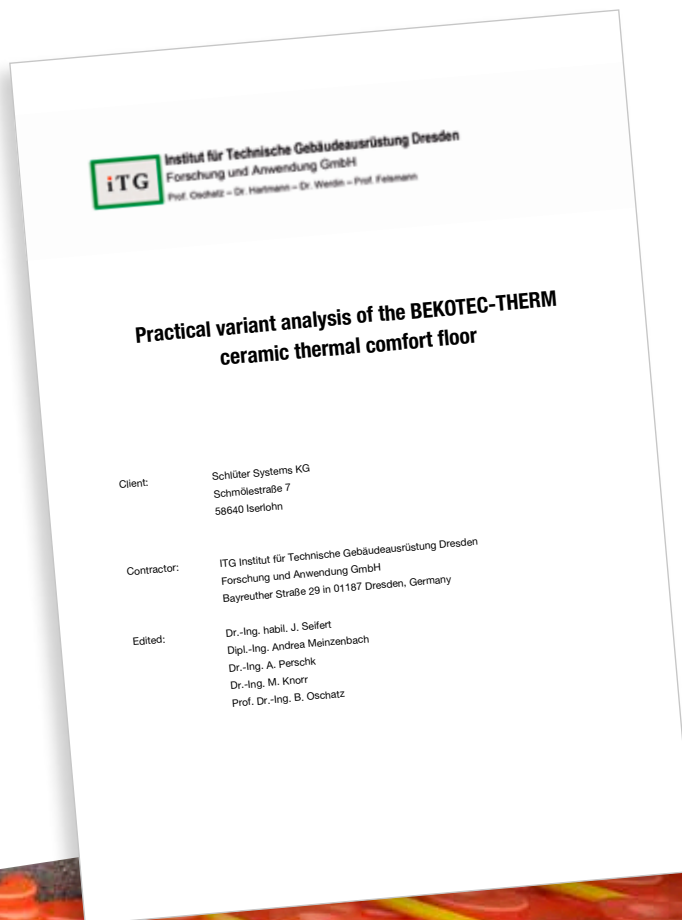 iTG
Institut für Technische Gebäudeausrüstung Dresden
Forschung und Anwendung GmbH
Prof. Oschatz – Dr. Hartmann – Dr. Werdin – Prof. Felsmann
Practical variant analysis of the BEKOTEC-THERM
ceramic thermal comfort floor
Client: Schlüter Systems KG
Schmölestraße 7
58640 Iserlohn
Contractor: ITG Institut für Technische Gebäudeausrüstung Dresden
Forschung und Anwendung GmbH
Bayreuther Straße 29 in 01187 Dresden, Germany
Edited: Dr.-Ing. habil. J. Seifert
Dipl.-Ing. Andrea Meinzenbach
Dr.-Ing. A. Perschk
Dr.-Ing. M. Knorr
Prof. Dr.-Ing. B. Oschatz